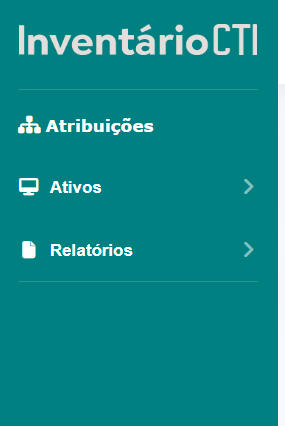 InventárioCTI
Atribuições
Ativos
Relatórios